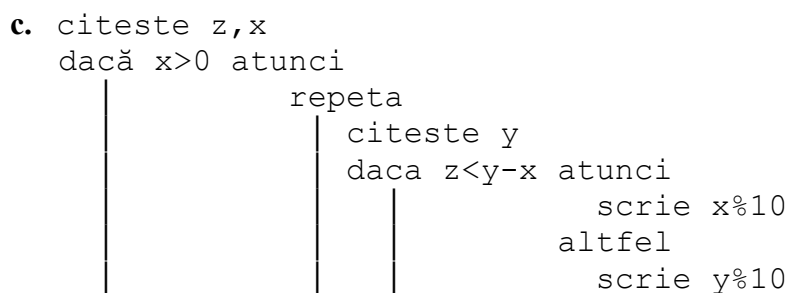 c. citeste z,x
dacă x>0 atunci
repeta
citeste y
daca z<y-x atunci
scrie x%10
altfel
scrie y%10